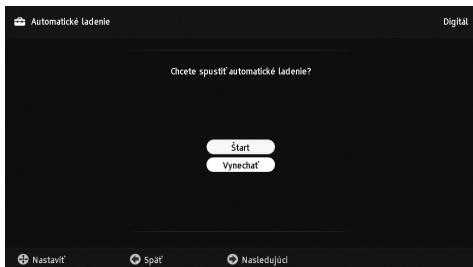 Automatické ladenie
Digitál
Chcete spustiť automatické ladenie?
Štart
Vynechať
Nastaviť
Späť
Nasledujúci